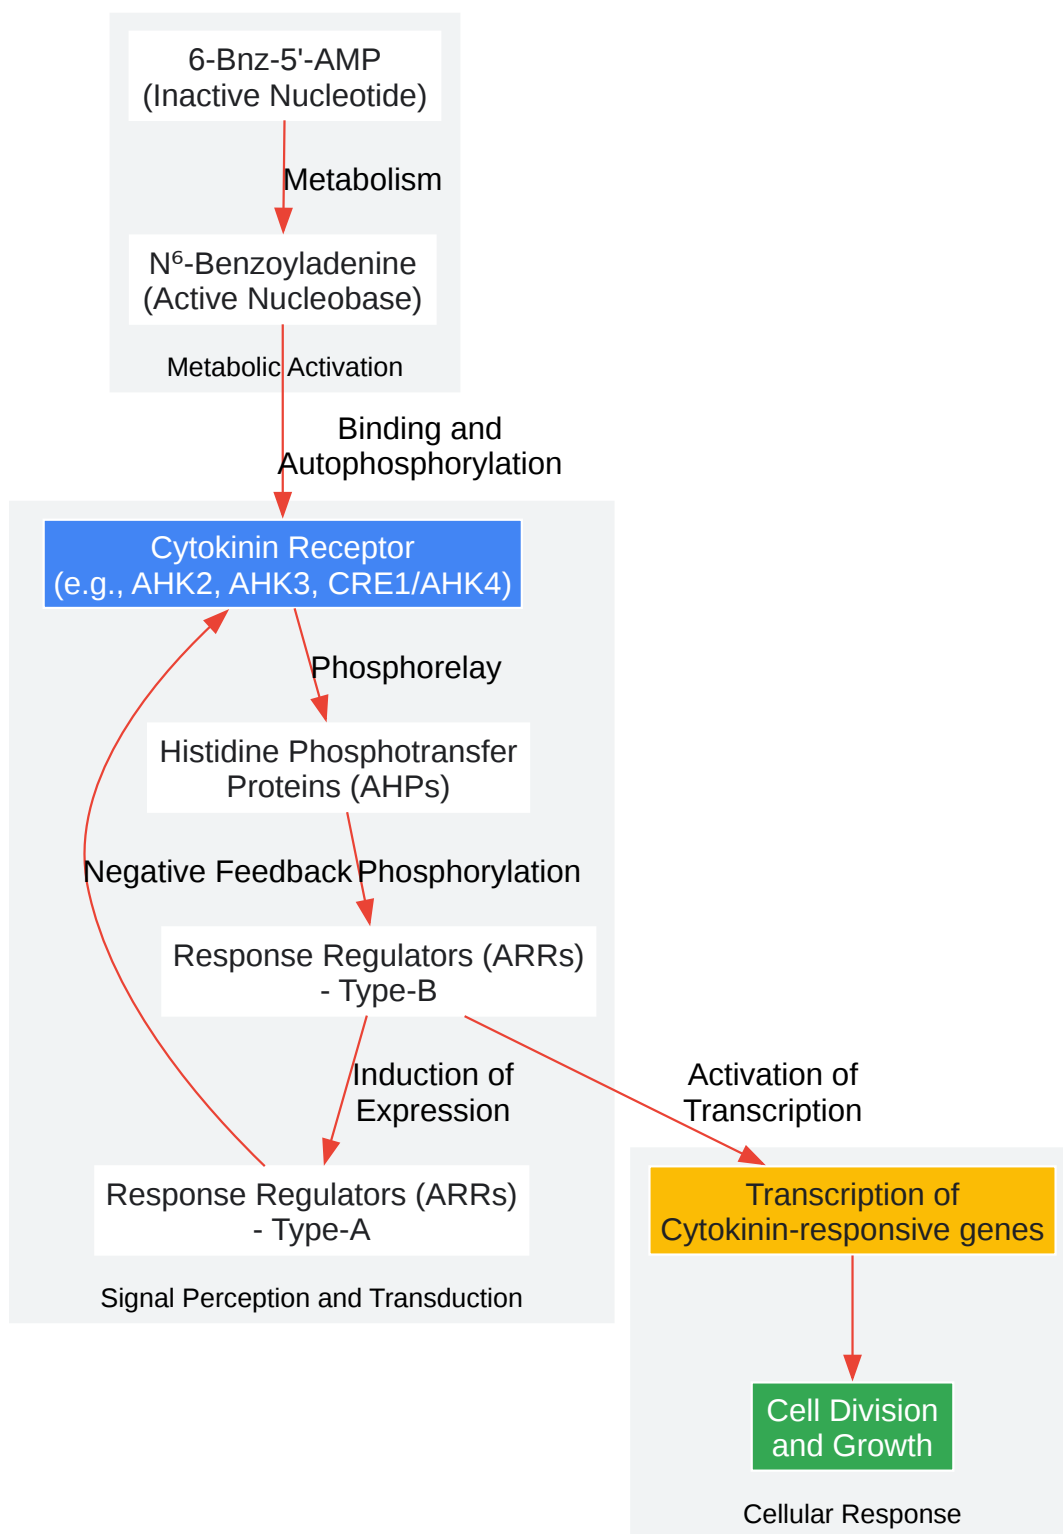 6-Bnz-5'-AMP
(Inactive Nucleotide)
Metabolism
N⁶-Benzoyladenine
(Active Nucleobase)
Metabolic Activation
Binding and
Autophosphorylation
Cytokinin Receptor
(e.g., AHK2, AHK3, CRE1/AHK4)
Phosphorelay
Histidine Phosphotransfer
Proteins (AHPs)
Negative Feedback
Phosphorylation
Response Regulators (ARRs)
- Type-B
Induction of
Expression
Activation of
Transcription
Response Regulators (ARRs)
- Type-A
Signal Perception and Transduction
Transcription of
Cytokinin-responsive genes
Cell Division
and Growth
Cellular Response